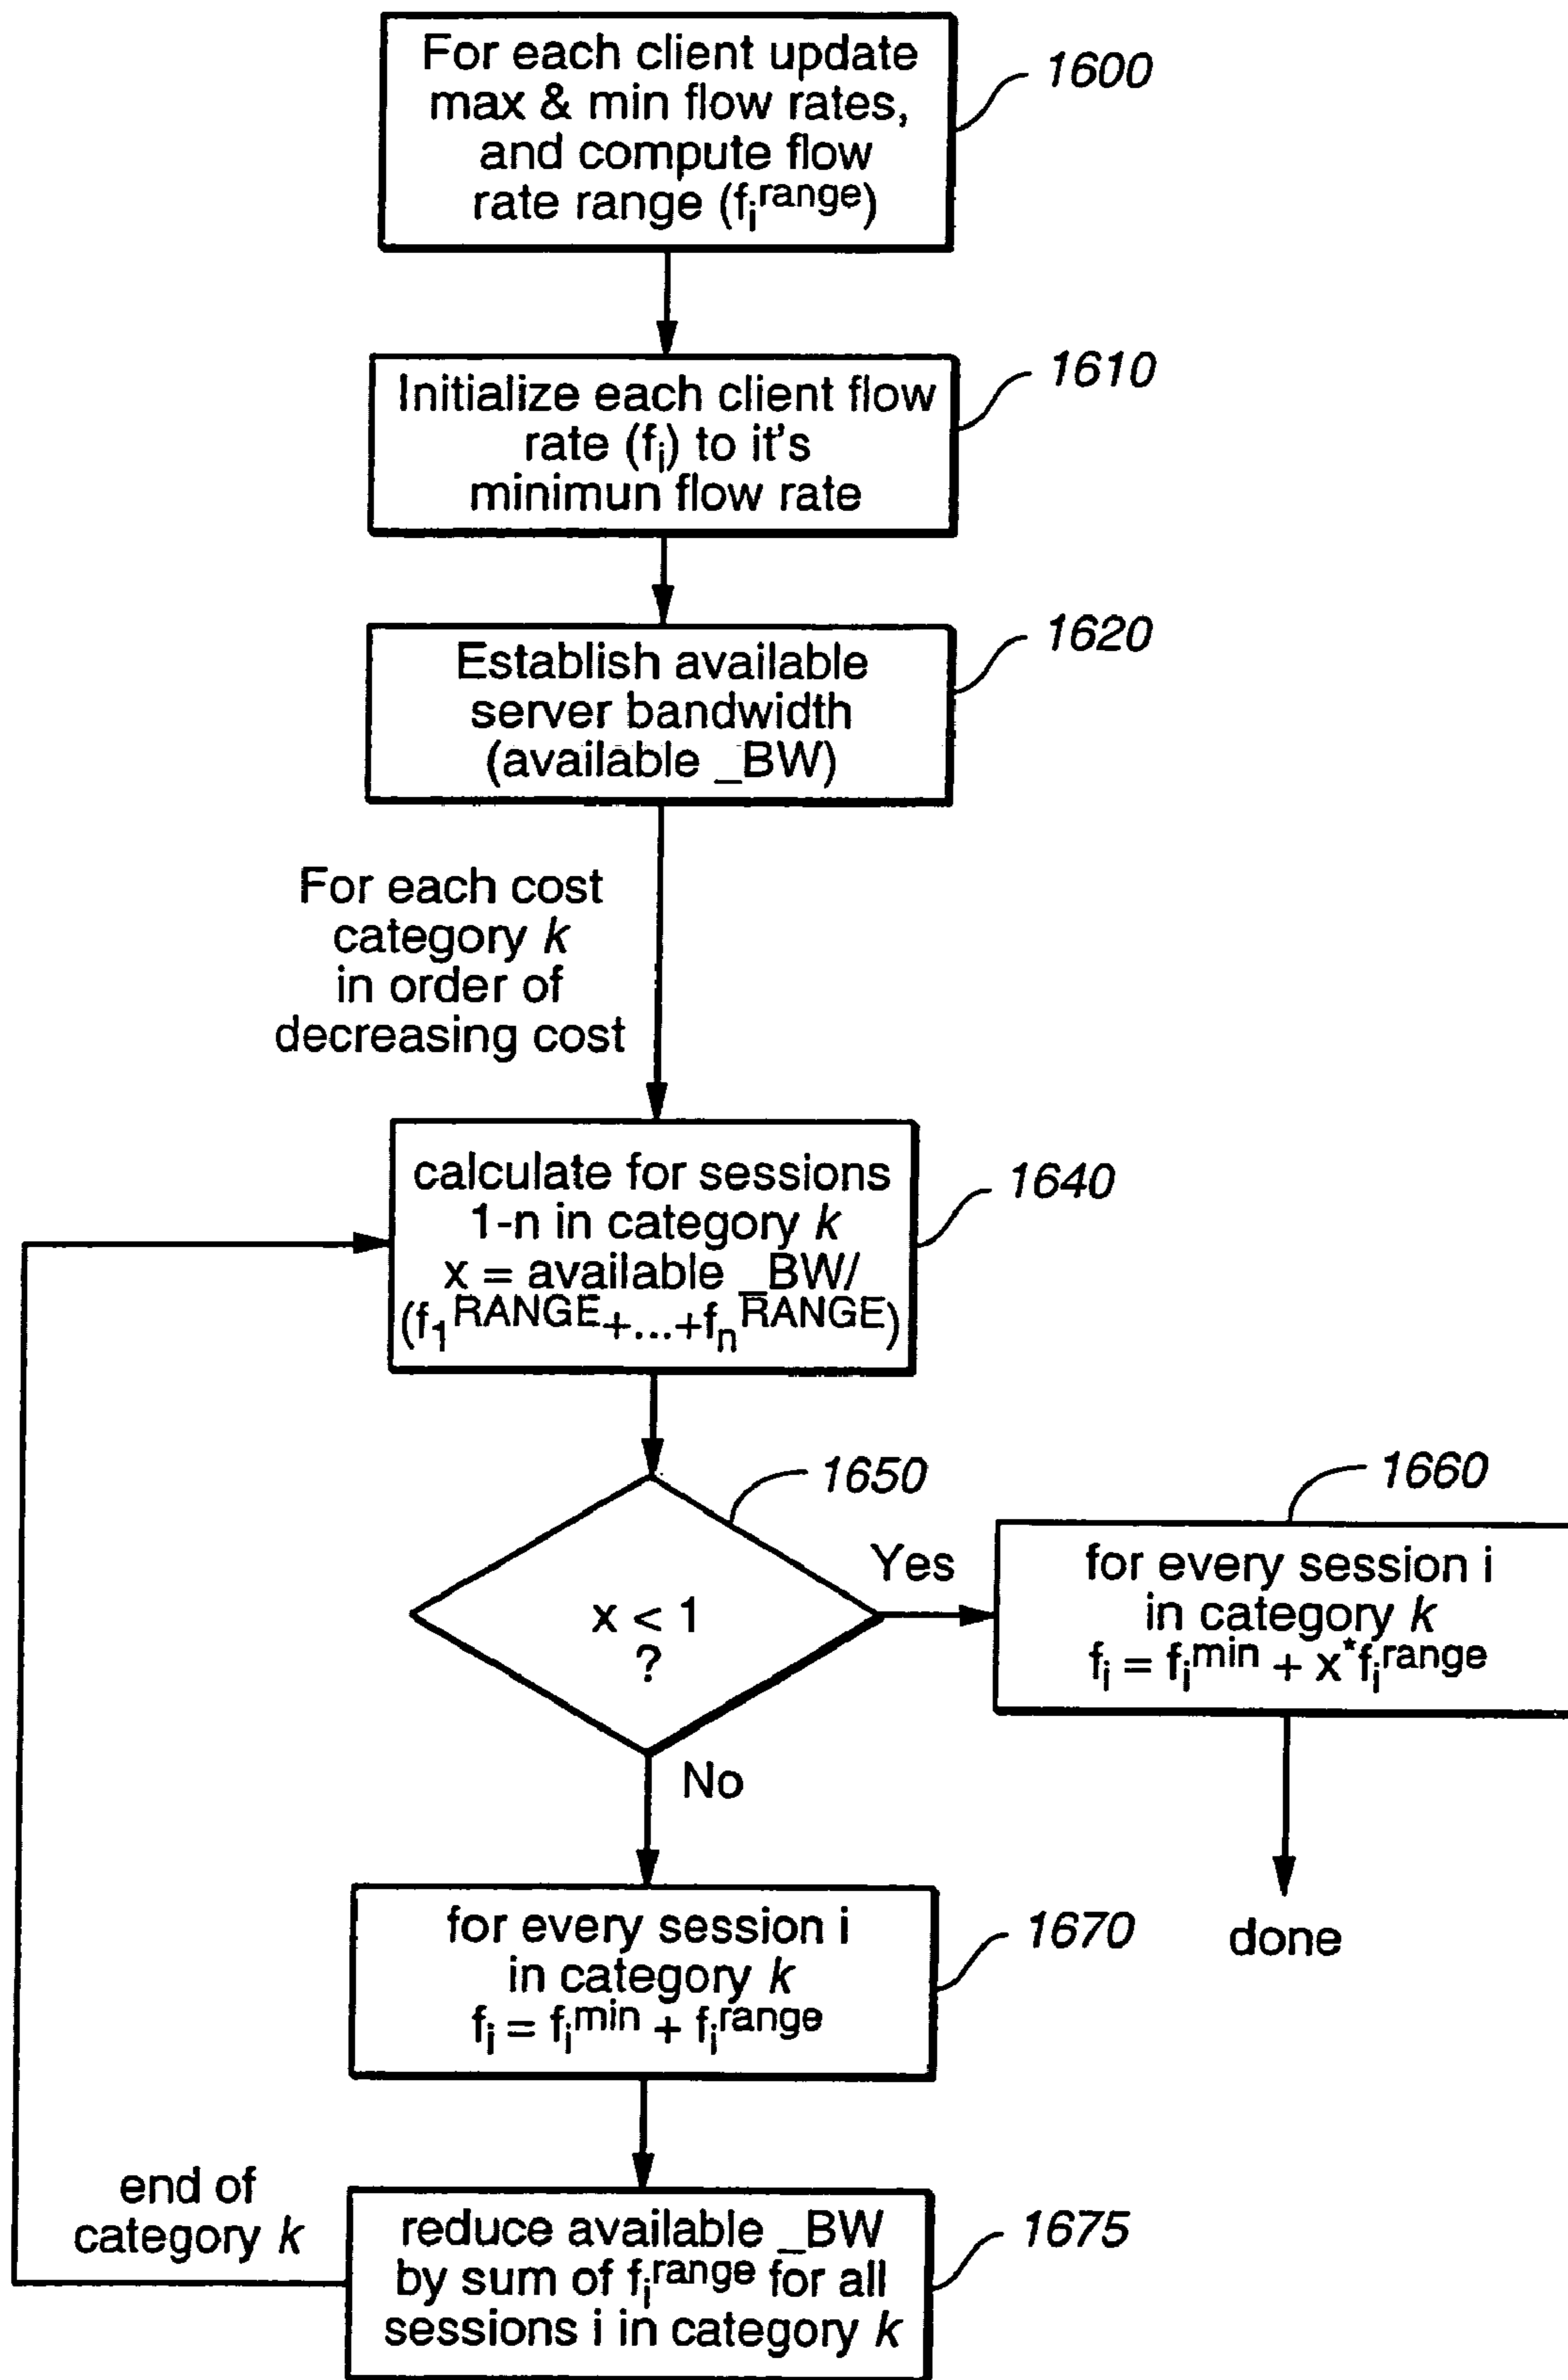 For each client update
max & min flow rates,
and compute flow
rate range (fᵢʳᵃⁿᵍᵉ)
1600
Initialize each client flow
rate (fᵢ) to it's
minimun flow rate
1610
Establish available
server bandwidth
(available _BW)
1620
For each cost
category k
in order of
decreasing cost
calculate for sessions
1-n in category k
x = available _BW/
(f₁RANGE+...+fₙRANGE)
1640
x < 1
?
1650
Yes
1660
for every session i
in category k
fᵢ = fᵢᵐⁱⁿ + x*fᵢʳᵃⁿᵍᵉ
done
No
for every session i
in category k
fᵢ = fᵢᵐⁱⁿ + fᵢʳᵃⁿᵍᵉ
1670
end of
category k
reduce available _BW
by sum of fᵢʳᵃⁿᵍᵉ for all
sessions i in category k
1675